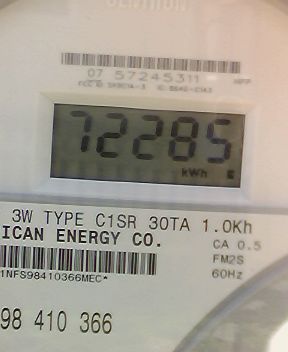 CENTRON
07 57245311
72285
kWh
3W TYPE C1SR 30TA 1.0Kh
ICAN ENERGY CO.
CA 0.5
FM2S
60Hz
1NFS98410366MEC*
98 410 366